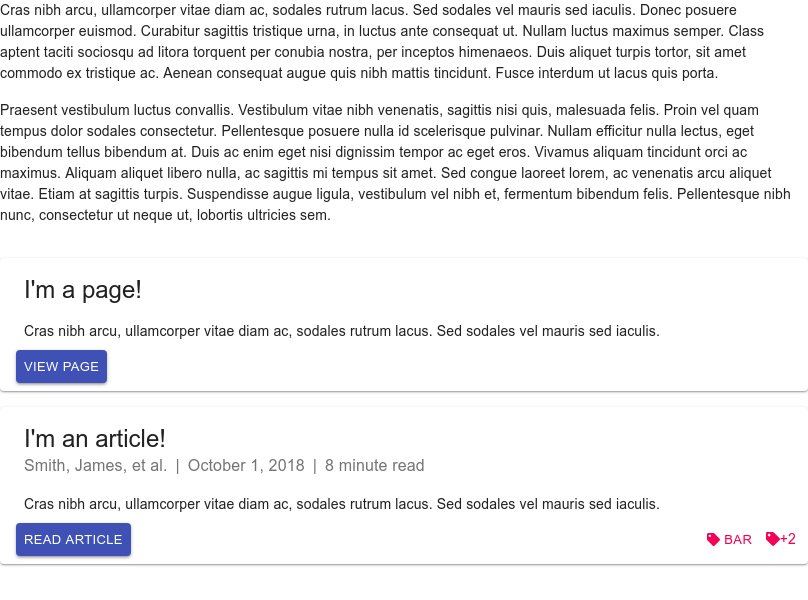 Cras nibh arcu, ullamcorper vitae diam ac, sodales rutrum lacus. Sed sodales vel mauris sed iaculis. Donec posuere
ullamcorper euismod. Curabitur sagittis tristique urna, in luctus ante consequat ut. Nullam luctus maximus semper. Class
aptent taciti sociosqu ad litora torquent per conubia nostra, per inceptos himenaeos. Duis aliquet turpis tortor, sit amet
commodo ex tristique ac. Aenean consequat augue quis nibh mattis tincidunt. Fusce interdum ut lacus quis porta.
Praesent vestibulum luctus convallis. Vestibulum vitae nibh venenatis, sagittis nisi quis, malesuada felis. Proin vel quam
tempus dolor sodales consectetur. Pellentesque posuere nulla id scelerisque pulvinar. Nullam efficitur nulla lectus, eget
bibendum tellus bibendum at. Duis ac enim eget nisi dignissim tempor ac eget eros. Vivamus aliquam tincidunt orci ac
maximus. Aliquam aliquet libero nulla, ac sagittis mi tempus sit amet. Sed congue laoreet lorem, ac venenatis arcu aliquet
vitae. Etiam at sagittis turpis. Suspendisse augue ligula, vestibulum vel nibh et, fermentum bibendum felis. Pellentesque nibh
nunc, consectetur ut neque ut, lobortis ultricies sem.
I'm a page!
Cras nibh arcu, ullamcorper vitae diam ac, sodales rutrum lacus. Sed sodales vel mauris sed iaculis.
VIEW PAGE
I'm an article!
Smith, James, et al. | October 1, 2018 | 8 minute read
Cras nibh arcu, ullamcorper vitae diam ac, sodales rutrum lacus. Sed sodales vel mauris sed iaculis.
READ ARTICLE BAR +2